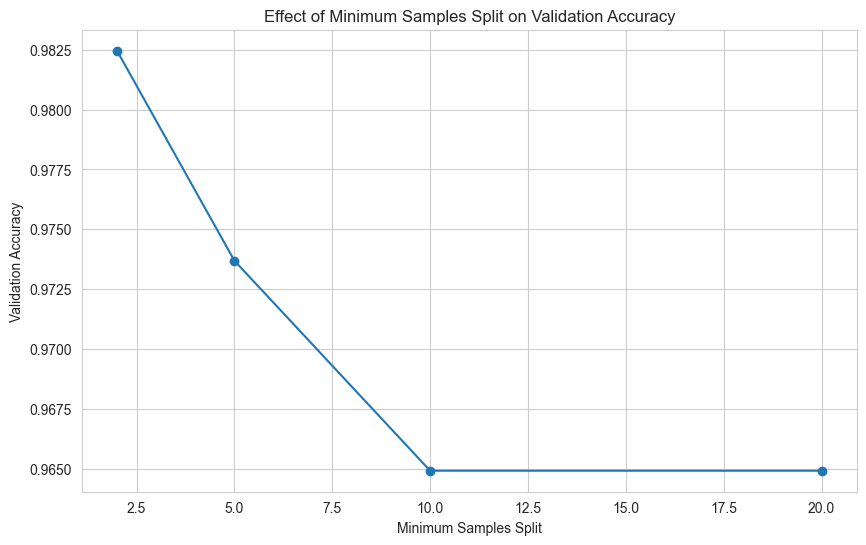 Effect of Minimum Samples Split on Validation Accuracy
0.9825
0.9800
0.9775
0.9750
0.9725
0.9700
0.9675
0.9650
Validation Accuracy
2.5 5.0 7.5 10.0 12.5 15.0 17.5 20.0
Minimum Samples Split